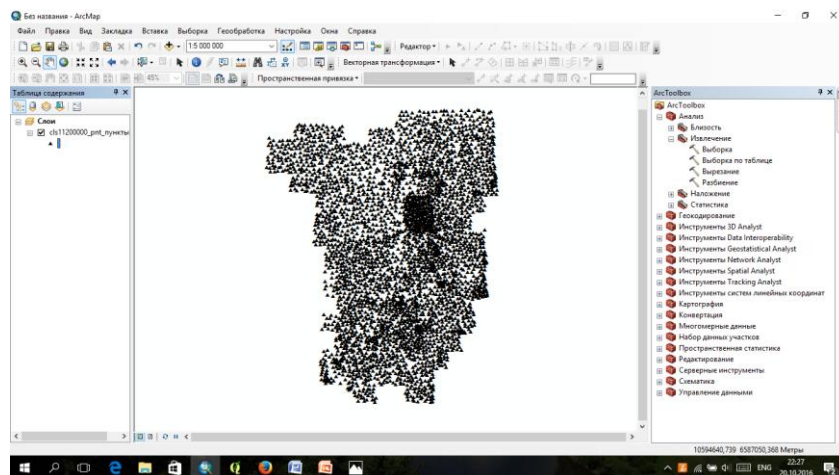 Без названия - ArcMap
Файл Правка Вид Закладка Вставка Выборка Геообработка Настройка Окна Справка
1:5 000 000
Редактор
Векторная трансформация
45%
Пространственная привязка
Таблица содержания
Слои
cls11200000_pnt_пункты
ArcToolbox
ArcToolbox
Анализ
Близость
Извлечение
Выборка
Выборка по таблице
Вырезание
Разбиение
Наложение
Статистика
Геокодирование
Инструменты 3D Analyst
Инструменты Data Interoperability
Инструменты Geostatistical Analyst
Инструменты Network Analyst
Инструменты Spatial Analyst
Инструменты Tracking Analyst
Инструменты систем линейных координат
Картография
Конвертация
Многомерные данные
Набор данных участков
Пространственная статистика
Редактирование
Серверные инструменты
Схематика
Управление данными
10594640,739 6587050,368 Метры
ENG
22:27
20.10.2016